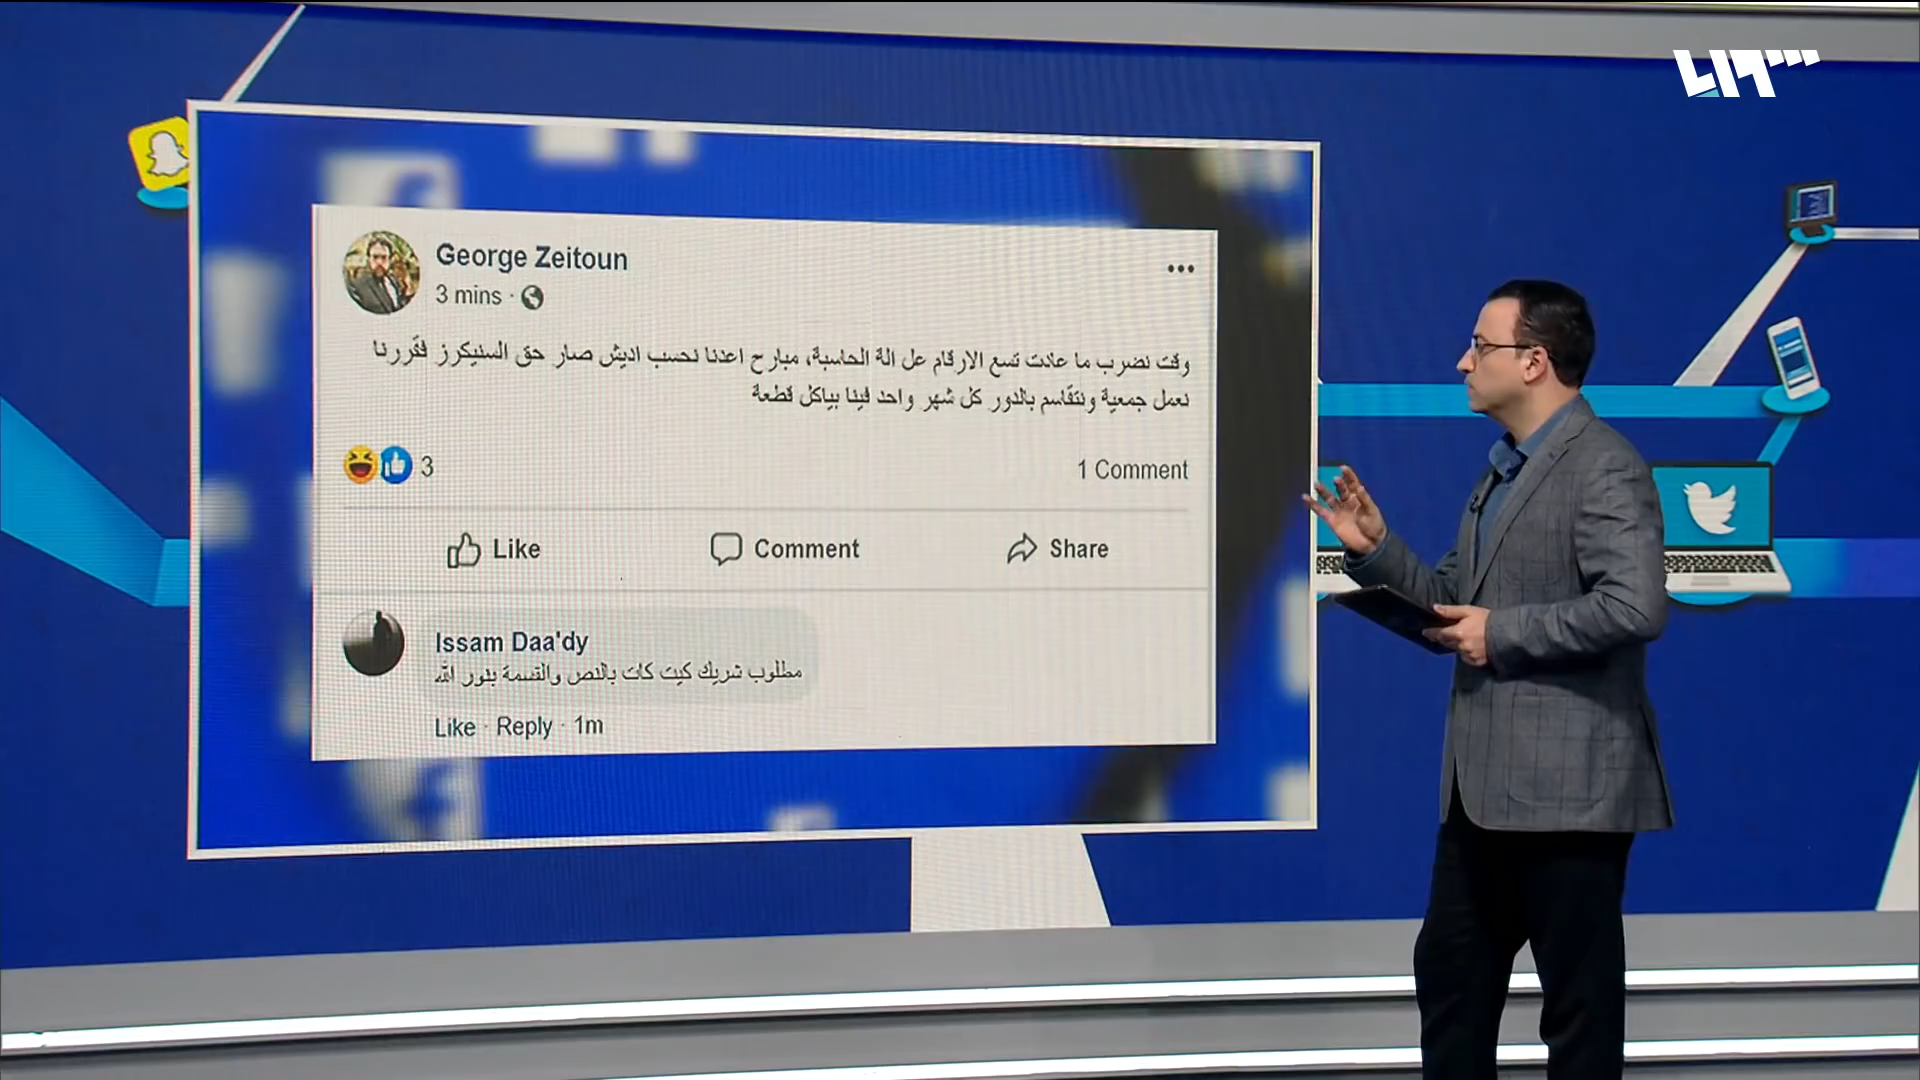 George Zeitoun
3 mins
وقت نضرب ما عادت تسع الارقام عل الة الحاسبة، مبارح اعدنا نحسب اديش صار حق السنيكرز فقررنا
نعمل جمعية ونتقاسم بالدور كل شهر واحد فينا بياكل قطعة
3
1 Comment
Like
Comment
Share
Issam Daa'dy
مطلوب شريك كيت كات بالنص والقسمة بنور الله
Like · Reply · 1m